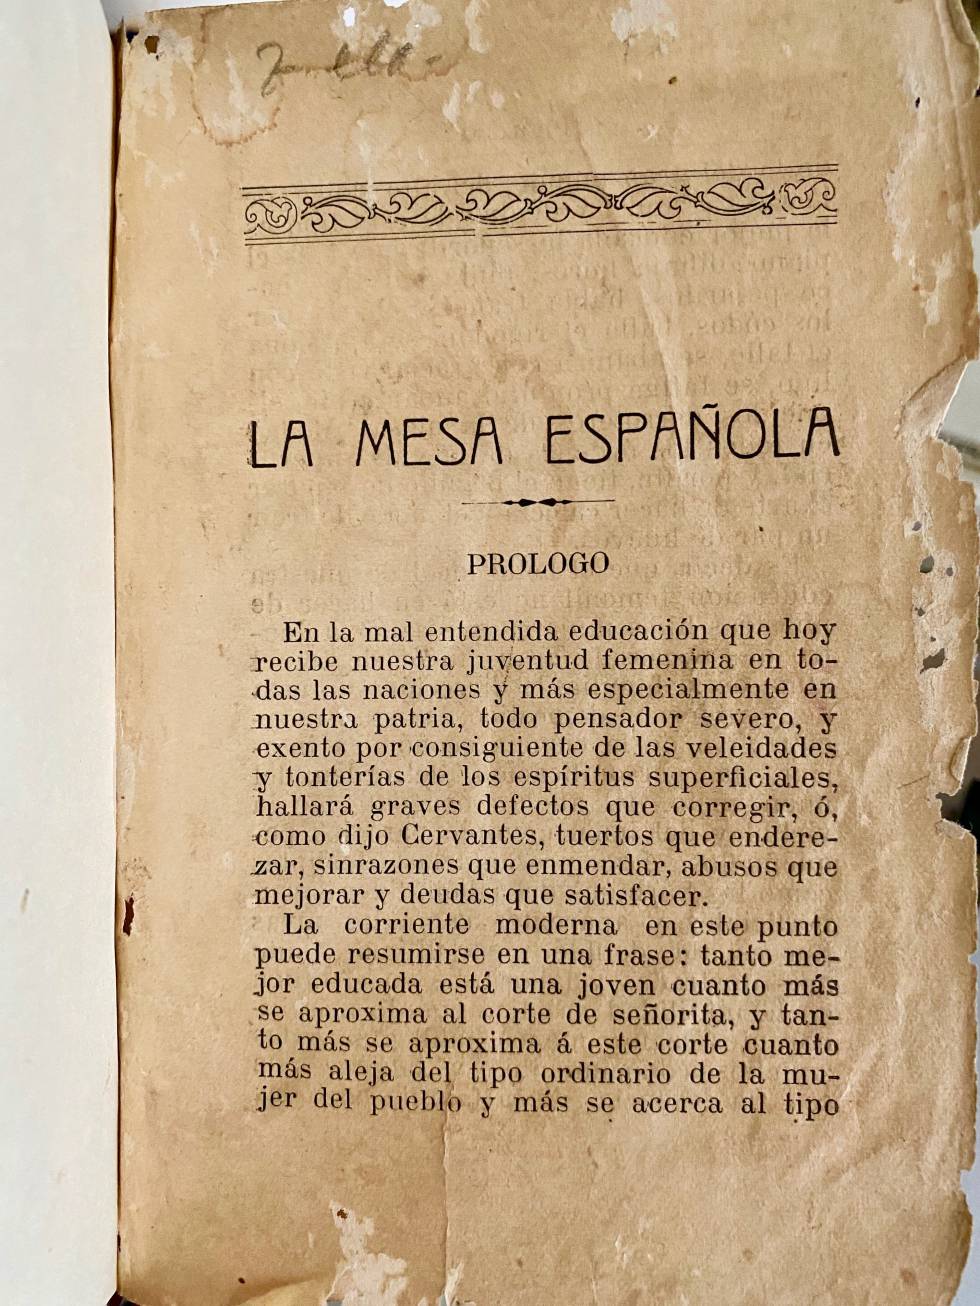 LA MESA ESPAÑOLA
PROLOGO
En la mal entendida educación que hoy
recibe nuestra juventud femenina en to-
das las naciones y más especialmente en
nuestra patria, todo pensador severo, y
exento por consiguiente de las veleidades
y tonterías de los espíritus superficiales,
hallará graves defectos que corregir, ó,
como dijo Cervantes, tuertos que endere-
zar, sinrazones que enmendar, abusos que
mejorar y deudas que satisfacer.
La corriente moderna en este punto
puede resumirse en una frase: tanto me-
jor educada está una joven cuanto más
se aproxima al corte de señorita, y tan-
to más se aproxima á este corte cuanto
más aleja del tipo ordinario de la mu-
jer del pueblo y más se acerca al tipo